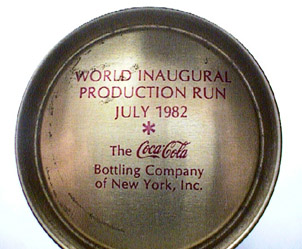 WORLD INAUGURAL
PRODUCTION RUN
JULY 1982
*
The Coca-Cola
Bottling Company
of New York, Inc.